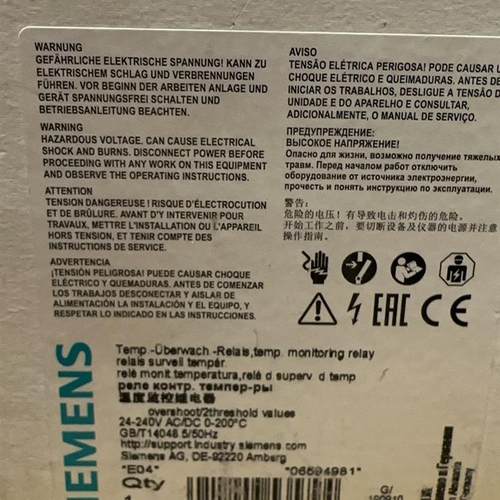 WARNUNG
GEFÄHRLICHE ELEKTRISCHE SPANNUNG! KANN ZU
ELEKTRISCHEM SCHLAG UND VERBRENNUNGEN
FÜHREN. VOR BEGINN DER ARBEITEN ANLAGE UND
GERÄT SPANNUNGSFREI SCHALTEN UND
BETRIEBSANLEITUNG BEACHTEN.
WARNING
HAZARDOUS VOLTAGE. CAN CAUSE ELECTRICAL
SHOCK AND BURNS. DISCONNECT POWER BEFORE
PROCEEDING WITH ANY WORK ON THIS EQUIPMENT
AND OBSERVE THE OPERATING INSTRUCTIONS.
ATTENTION
TENSION DANGEREUSE ! RISQUE D'ÉLECTROCUTION
ET DE BRÛLURE. AVANT D'Y INTERVENIR POUR
TRAVAUX, METTRE L'INSTALLATION OU L'APPAREIL
HORS TENSION, ET TENIR COMPTE DES
INSTRUCTIONS DE SERVICE.
ADVERTENCIA
¡TENSIÓN PELIGROSA! PUEDE CAUSAR CHOQUE
ELÉCTRICO Y QUEMADURAS. ANTES DE COMENZAR
LOS TRABAJOS DESCONECTAR Y AISLAR DE
ALIMENTACIÓN LA INSTALACIÓN Y EL EQUIPO, Y
RESPETAR LO INDICADO EN LAS INSTRUCCIONES.
AVISO
TENSÃO ELÉTRICA PERIGOSA! PODE CAUSAR
CHOQUE ELÉTRICO E QUEIMADURAS. ANTES DE
INICIAR OS TRABALHOS, DESLIGUE A TENSÃO D
UNIDADE E DO APARELHO E CONSULTAR,
ADICIONALMENTE, O MANUAL DE SERVIÇO.
ПРЕДУПРЕЖДЕНИЕ:
ВЫСОКОЕ НАПРЯЖЕНИЕ!
Опасно для жизни, возможно получение тяжелых
травм. Перед началом работ отключить
оборудование от источника электроэнергии,
прочесть и понять инструкцию по эксплуатации.
警告:
危险的电压! 有导致电击和灼伤的危险。
开始工作之前, 要切断设备及仪器的电源并注意
操作指南。
EAC CE
IEMENS
Temp.-Überwach -Relais,temp. monitoring relay
relais surveil tempér.
relé monit temperatura,relé d superv d temp
реле контр. темпер-ры
温度监控继电器
overshoot/2threshold values
24-240V AC/DC 0-200°C
GB/T14048.5/50Hz
http://support industry siemens com
Siemens AG, DE-92220 Amberg
"E04" "06594981"
Qty G/